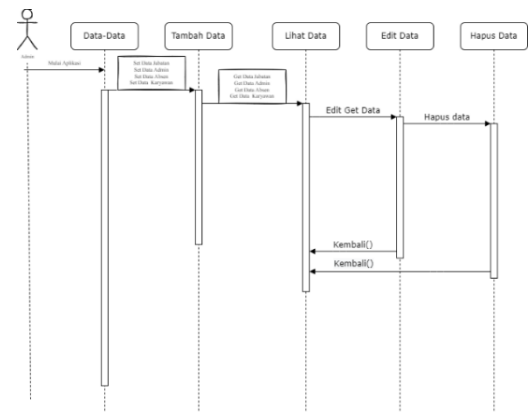 Data-Data
Tambah Data
Lihat Data
Edit Data
Hapus Data
Admin
Mulai Aplikasi
Set Data Jabatan
Set Data Admin
Set Data Absen
Set Data Karyawan
Get Data Jabatan
Get Data Admin
Get Data Absen
Get Data Karyawan
Edit Get Data
Hapus data
Kembali()
Kembali()